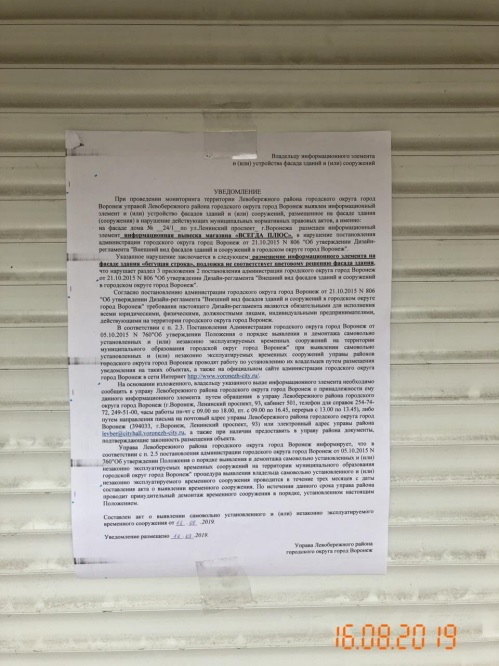 Владельцу информационного элемента
и (или) устройства фасада зданий и (или) сооружений
УВЕДОМЛЕНИЕ
При проведении мониторинга территории Левобережного района городского округа город
Воронеж управой Левобережного района городского округа город Воронеж выявлен информационный
элемент и (или) устройство фасада зданий и (или) сооружений, размещенное на фасаде здания
(сооружения) в нарушение действующих муниципальных нормативных правовых актов, а именно:
на фасаде дома № 24/1 по ул.Ленинский проспект г.Воронежа размещен информационный
элемент информационная вывеска магазина «ВСЕГДА ПЛЮС», в нарушение постановления
администрации городского округа город Воронеж от 21.10.2015 N 806 "Об утверждении Дизайн-
регламента "Внешний вид фасадов зданий и сооружений в городском округе город Воронеж".
Указанное нарушение заключается в следующем: размещение информационного элемента на
фасаде здания «бегущая строка», подложка не соответствует цветовому решению фасада здания,
что нарушает раздел 3 приложения 2 постановления администрации городского округа город Воронеж
от 21.10.2015 N 806 "Об утверждении Дизайн-регламента "Внешний вид фасадов зданий и сооружений
в городском округе город Воронеж".
Согласно постановлению администрации городского округа город Воронеж от 21.10.2015 N 806
"Об утверждении Дизайн-регламента "Внешний вид фасадов зданий и сооружений в городском округе
город Воронеж" требования настоящего Дизайн-регламента являются обязательными для исполнения
всеми юридическими, физическими, должностными лицами, индивидуальными предпринимателями,
действующими на территории городского округа город Воронеж.
В соответствии с п. 2.3. Постановления Администрации городского округа город Воронеж от
05.10.2015 N 760"Об утверждении Положения о порядке выявления и демонтажа самовольно
установленных и (или) незаконно эксплуатируемых временных сооружений на территории
муниципального образования городской округ город Воронеж" при выявлении самовольно
установленных и (или) незаконно эксплуатируемых временных сооружений управы районов
городского округа город Воронеж проводят работу по установлению их владельцев путем размещения
уведомления на таких объектах, а также на официальном сайте администрации городского округа
город Воронеж в сети Интернет http://www.voronezh-city.ru/.
На основании изложенного, владельцу указанного выше информационного элемента необходимо
сообщить в управу Левобережного района городского округа город Воронеж о принадлежности ему
данного информационного элемента путем обращения в управу Левобережного района городского
округа город Воронеж (г.Воронеж, Ленинский проспект, 93, кабинет 501, телефон для справок 254-74-
72, 249-51-00, часы работы пн-чт с 09.00 до 18.00, пт. с 09.00 по 16.45, перерыв с 13.00 по 13.45), либо
путем направления письма на почтовый адрес управы Левобережного района городского округа город
Воронеж (394033, г.Воронеж, Ленинский проспект, 93) или электронный адрес управы района
levber@cityhall.voronezh-city.ru, а также при наличии предоставить в управу района документы,
подтверждающие законность размещения объекта.
Управа Левобережного района городского округа город Воронеж информирует, что в
соответствии с п. 2.5 постановления администрации городского округа город Воронеж от 05.10.2015 N
760"Об утверждении Положения о порядке выявления и демонтажа самовольно установленных и (или)
незаконно эксплуатируемых временных сооружений на территории муниципального образования
городской округ город Воронеж" процедура выявления владельца самовольно установленного и (или)
незаконно эксплуатируемого временного сооружения проводится в течение трех месяцев с даты
составления акта о выявлении временного сооружения. По истечении данного срока управа района
проводит принудительный демонтаж временного сооружения в порядке, установленном настоящим
Положением.
Составлен акт о выявлении самовольно установленного и (или) незаконно эксплуатируемого
временного сооружения от 16 .08 .2019.
Уведомление размещено 16 .08 .2019.
Управа Левобережного района
городского округа город Воронеж
16.08.2019